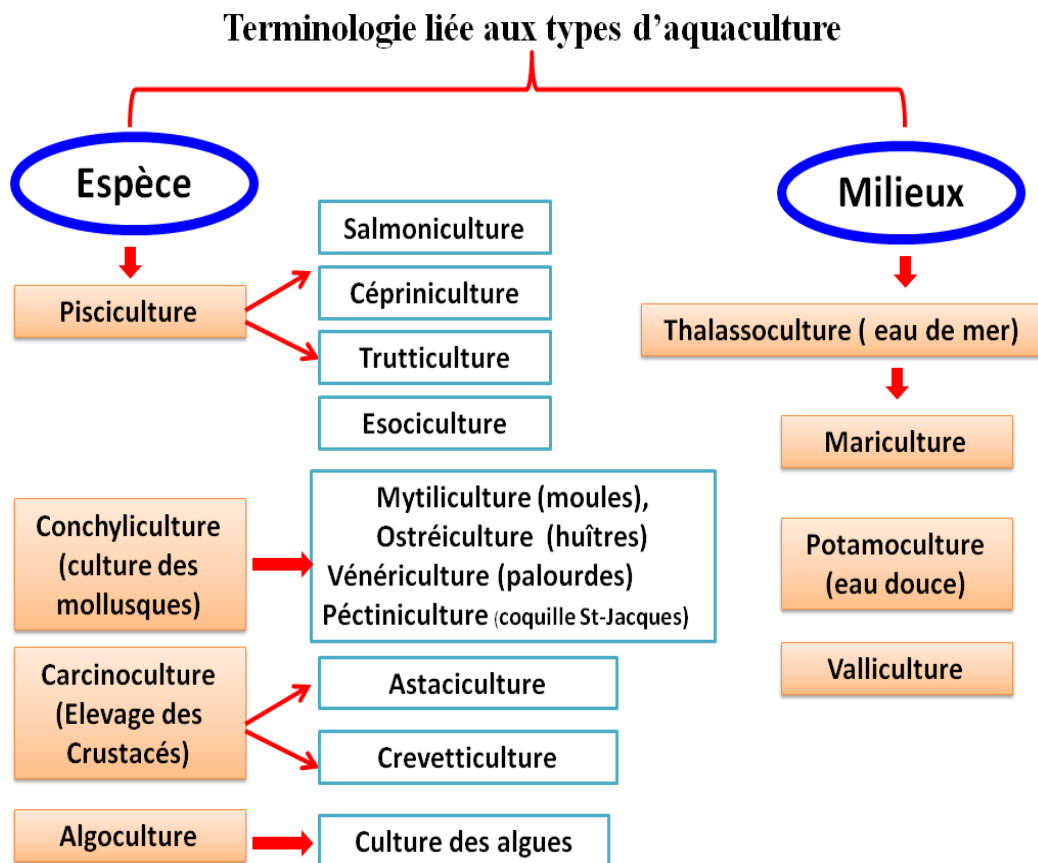 Terminologie liée aux types d'aquaculture
Espèce
Pisciculture
Salmoniculture
Cépriniculture
Trutticulture
Esociculture
Conchyliculture
(culture des
mollusques)
Mytiliculture (moules),
Ostréiculture (huîtres)
Vénériculture (palourdes)
Péctiniculture (coquille St-Jacques)
Carcinoculture
(Elevage des
Crustacés)
Astaciculture
Crevetticulture
Algoculture
Culture des algues
Milieux
Thalassoculture ( eau de mer)
Mariculture
Potamoculture
(eau douce)
Valliculture